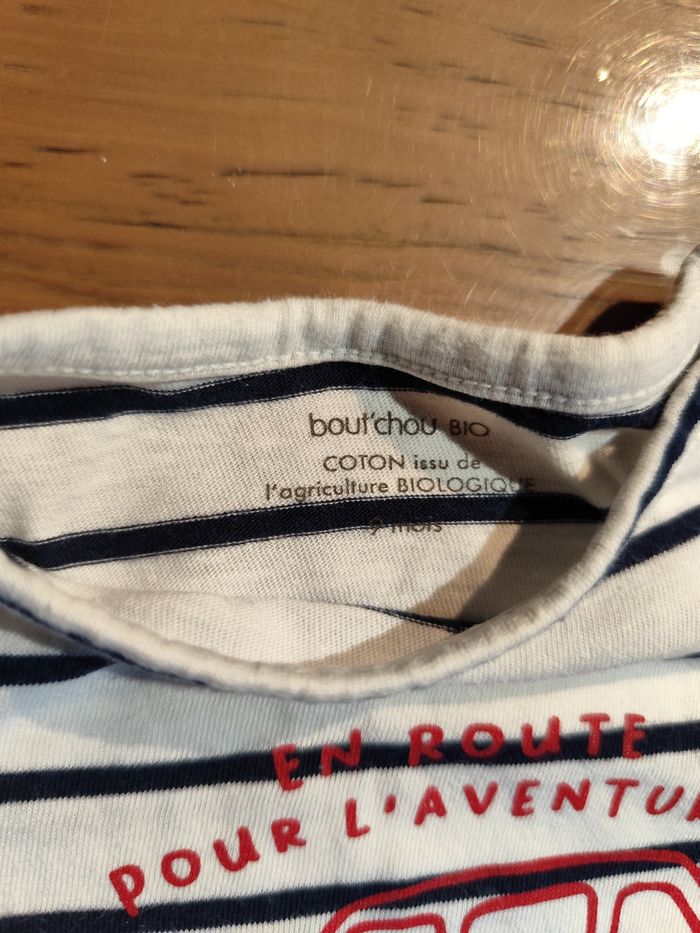 bout'chou BIO
COTON issu de
l'agriculture BIOLOGIQUE
9 mois
EN ROUTE
POUR L'AVENTU